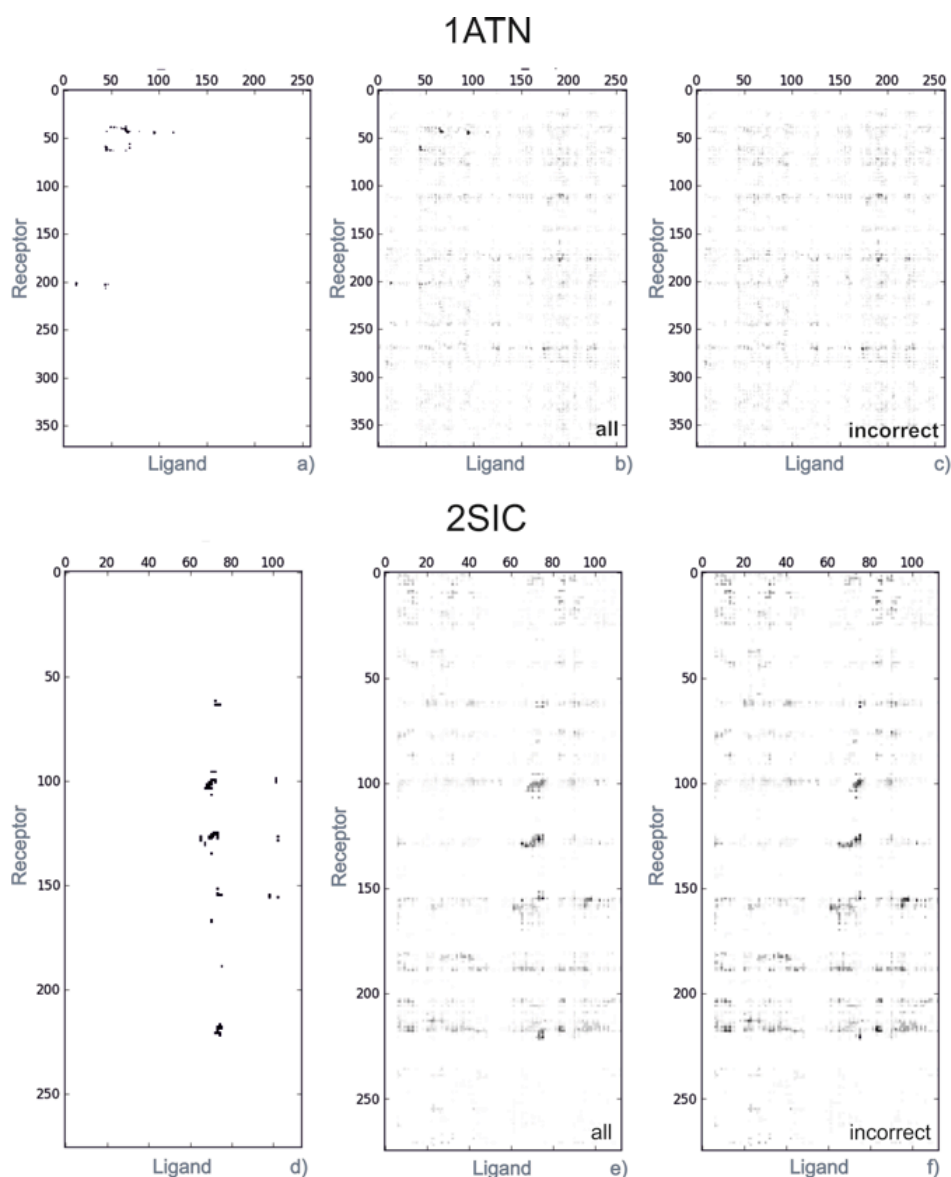 1ATN
0 50 100 150 200 250 0 50 100 150 200 250 0 50 100 150 200 250
0 0 0
50 50 50
100 100 100
150 150 150
200 200 200
250 250 250
300 300 300
350 350 350
Receptor Receptor Receptor
all incorrect
Ligand a) Ligand b) Ligand c)
2SIC
0 20 40 60 80 100 0 20 40 60 80 100 0 20 40 60 80 100
0 0 0
50 50 50
100 100 100
150 150 150
200 200 200
250 250 250
Receptor Receptor Receptor
d) all incorrect
Ligand Ligand e) Ligand f)